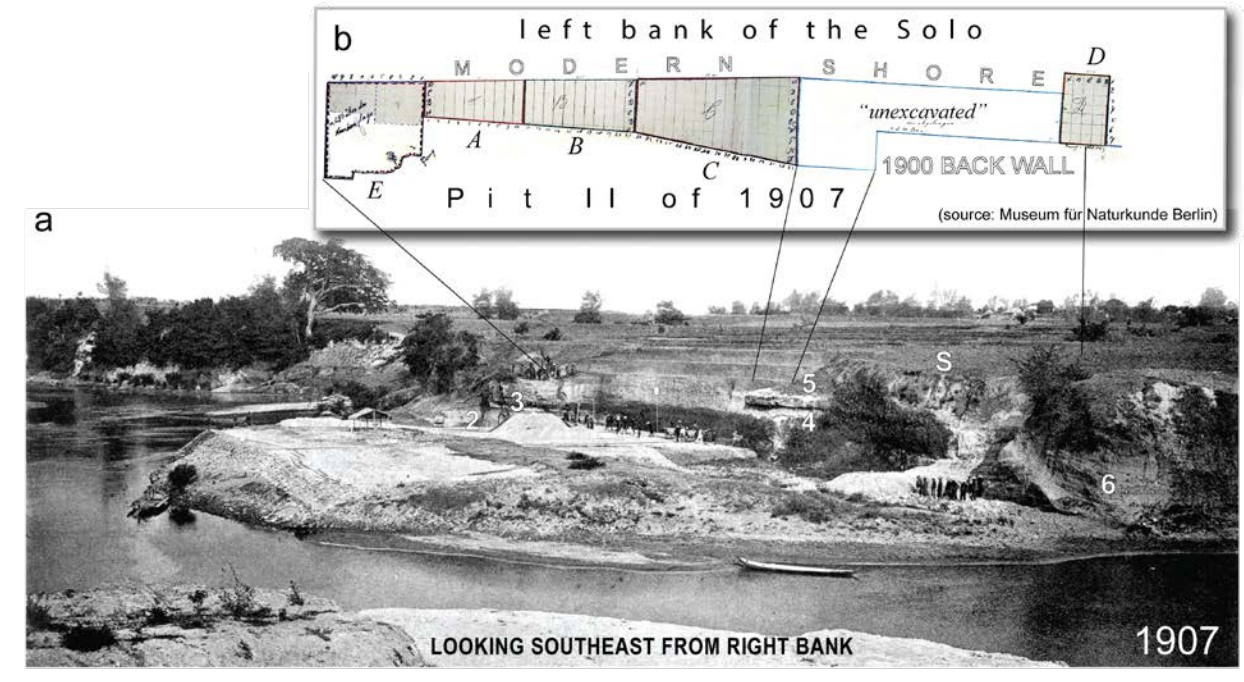 b
left bank of the Solo
MODERN SHORE
D
"unexcavated"
A
B
C
E
1900 BACK WALL
Pit II of 1907
(source: Museum für Naturkunde Berlin)
a
S
5
3
2
4
6
LOOKING SOUTHEAST FROM RIGHT BANK
1907